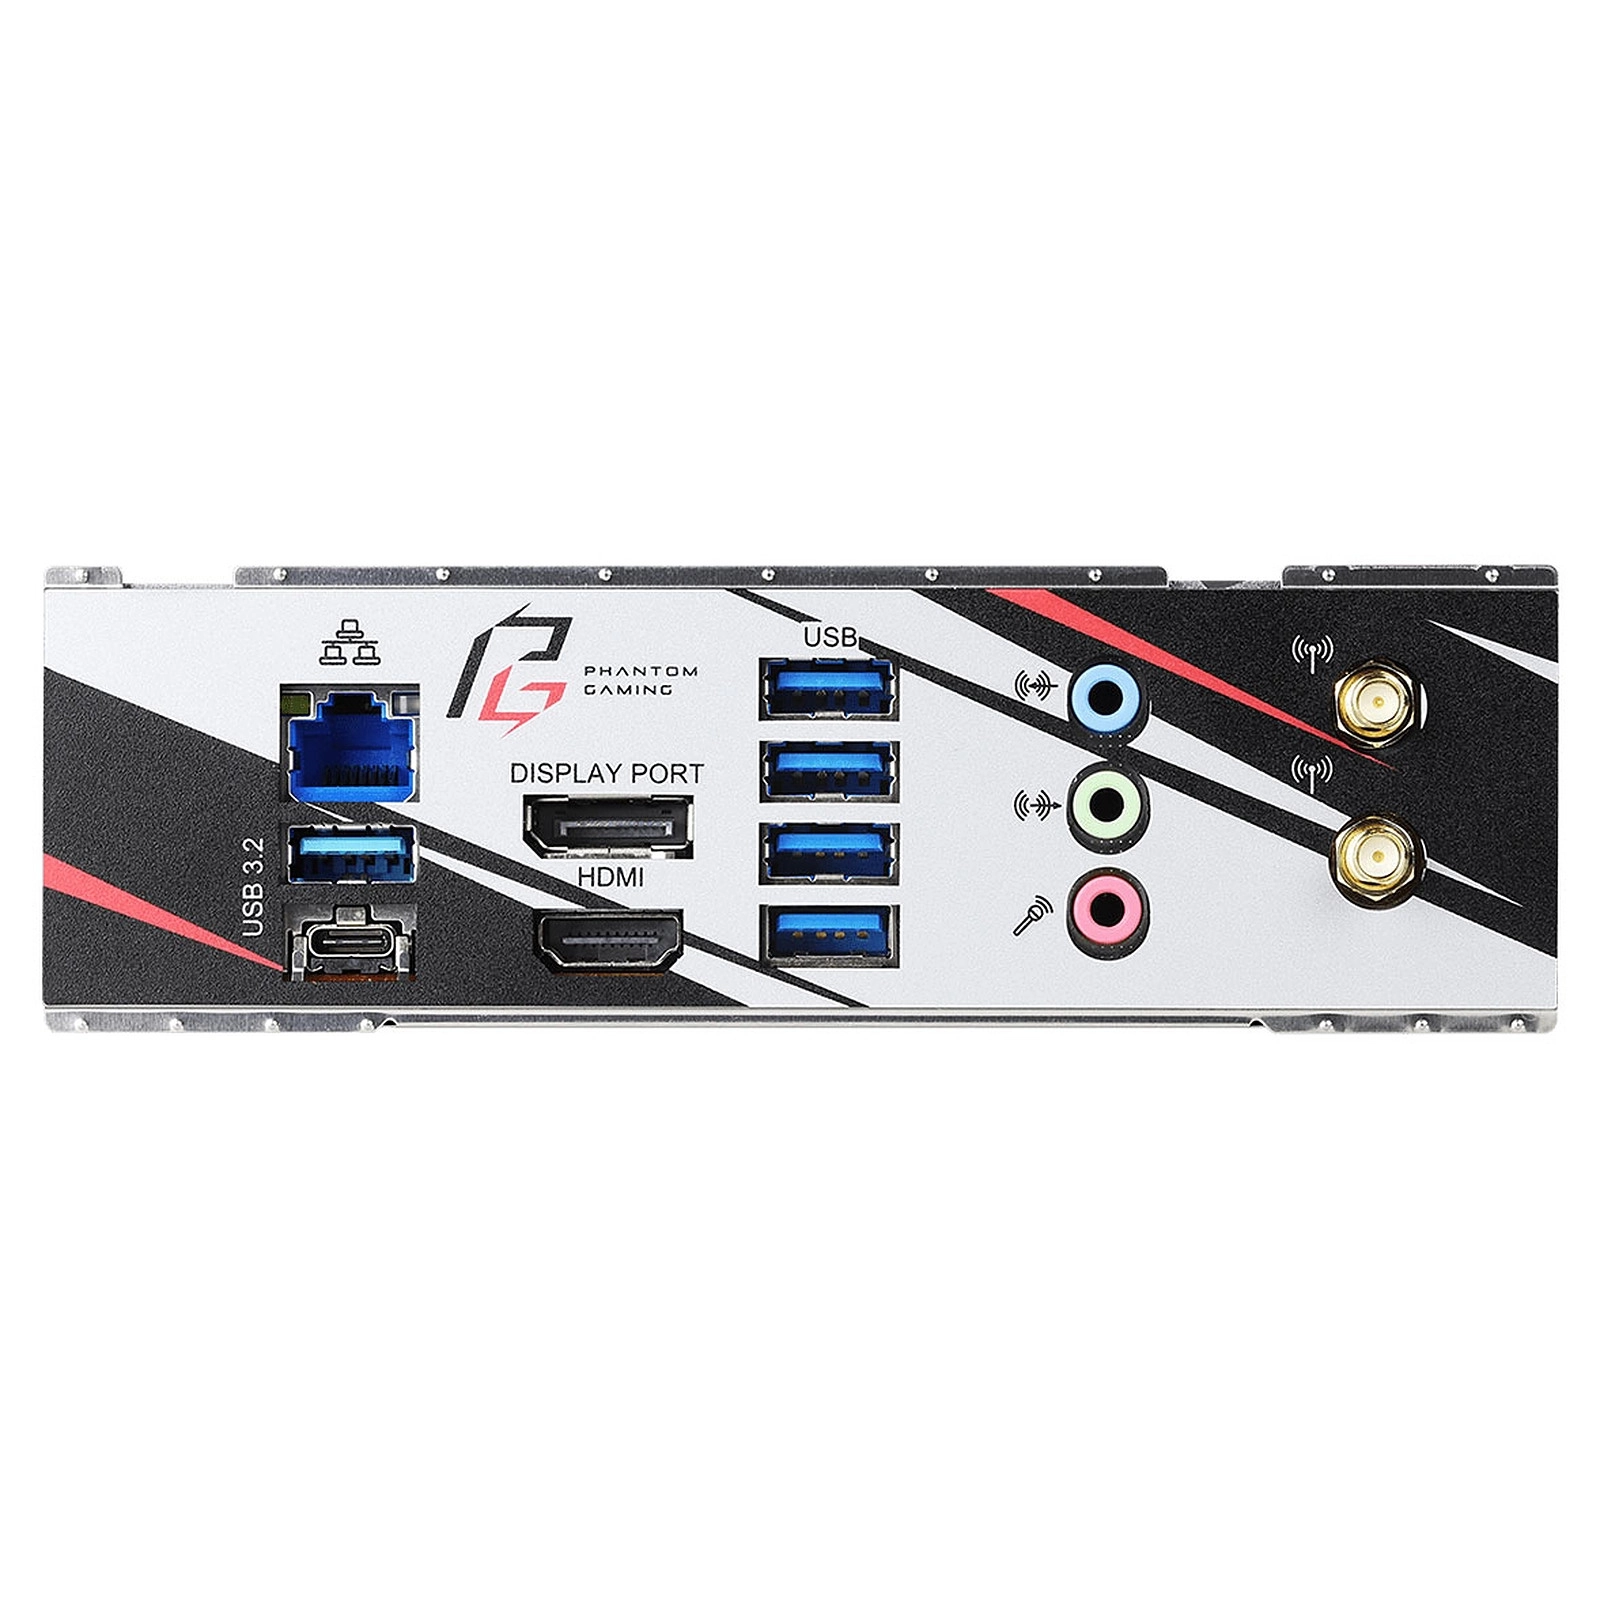 PHANTOM
GAMING
USB
DISPLAY PORT
HDMI
USB 3.2